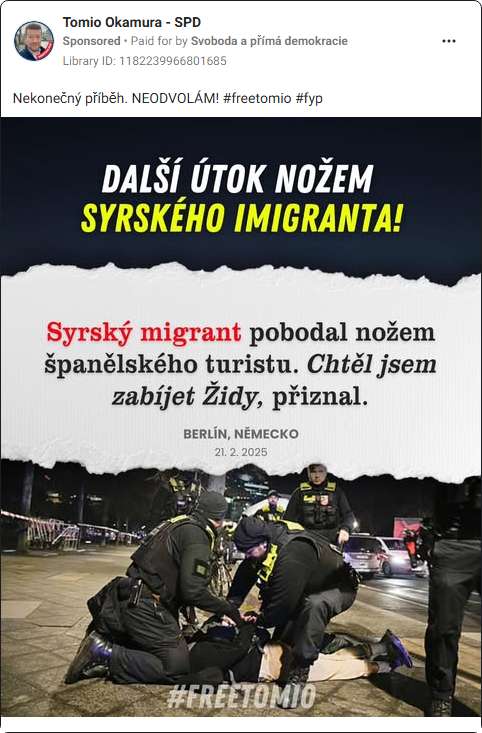 Tomio Okamura - SPD
Sponsored • Paid for by Svoboda a přímá demokracie
Library ID: 1182239966801685
Nekonečný příběh. NEODVOLÁM! #freetomio #fyp
DALŠÍ ÚTOK NOŽEM
SYRSKÉHO IMIGRANTA!
Syrský migrant pobodal nožem
španělského turistu. Chtěl jsem
zabíjet Židy, přiznal.
BERLÍN, NĚMECKO
21. 2. 2025
#FREETOMIO